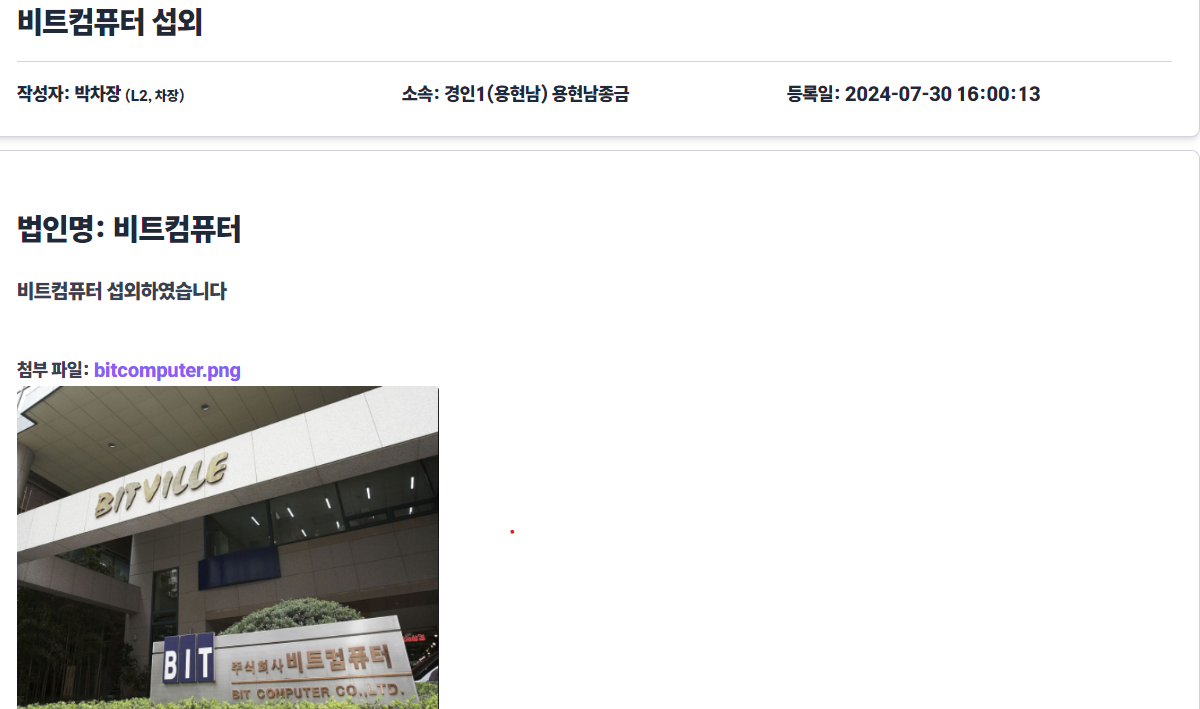 비트컴퓨터 섭외
작성자: 박차장 (L2, 차장) 소속: 경인1(용현남) 용현남종금 등록일: 2024-07-30 16:00:13
법인명: 비트컴퓨터
비트컴퓨터 섭외하였습니다
첨부 파일: bitcomputer.png
BITVILLE
BIT 주식회사 비트컴퓨터
BIT COMPUTER CO.,LTD.